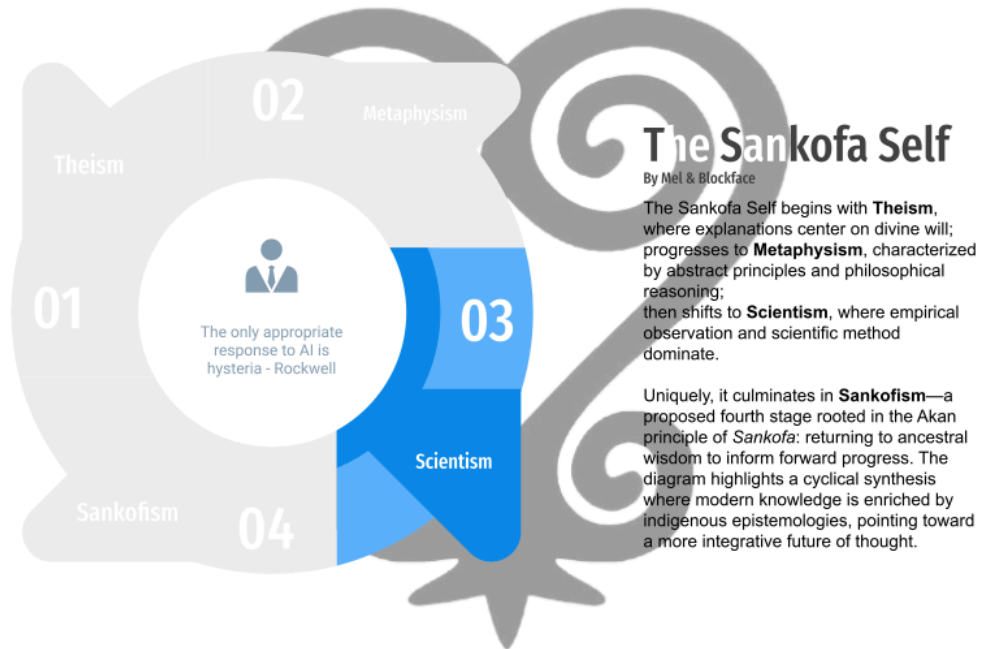 02
Metaphysism
Theism
01
03
The only appropriate
response to AI is
hysteria - Rockwell
Scientism
Sankofism
04
The Sankofa Self
By Mel & Blockface
The Sankofa Self begins with Theism,
where explanations center on divine will;
progresses to Metaphysism, characterized
by abstract principles and philosophical
reasoning;
then shifts to Scientism, where empirical
observation and scientific method
dominate.
Uniquely, it culminates in Sankofism—a
proposed fourth stage rooted in the Akan
principle of Sankofa: returning to ancestral
wisdom to inform forward progress. The
diagram highlights a cyclical synthesis
where modern knowledge is enriched by
indigenous epistemologies, pointing toward
a more integrative future of thought.